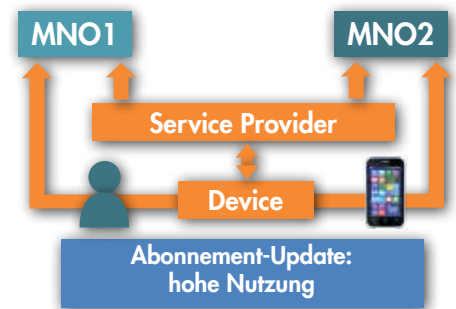 MNO1
MNO2
Service Provider
Device
Abonnement-Update:
hohe Nutzung